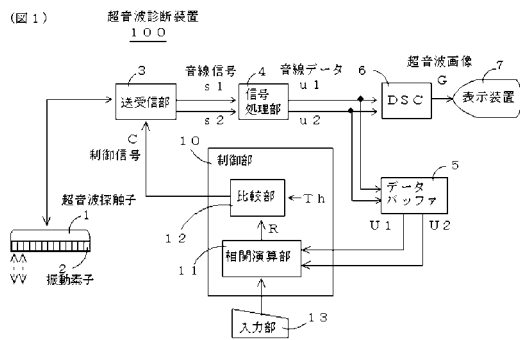 (図１)
超音波診断装置
１００
超音波画像
３
音線信号
４
音線データ
６
G
７
送受信部
ｓ１
ｓ２
信号
処理部
ｕ１
ｕ２
ＤＳＣ
表示装置
C
制御信号
１０
制御部
５
データ
バッファ
比較部
Ｔｈ
１２
U１
U２
R
超音波探触子
１
２
振動素子
１１
相関演算部
入力部
１３